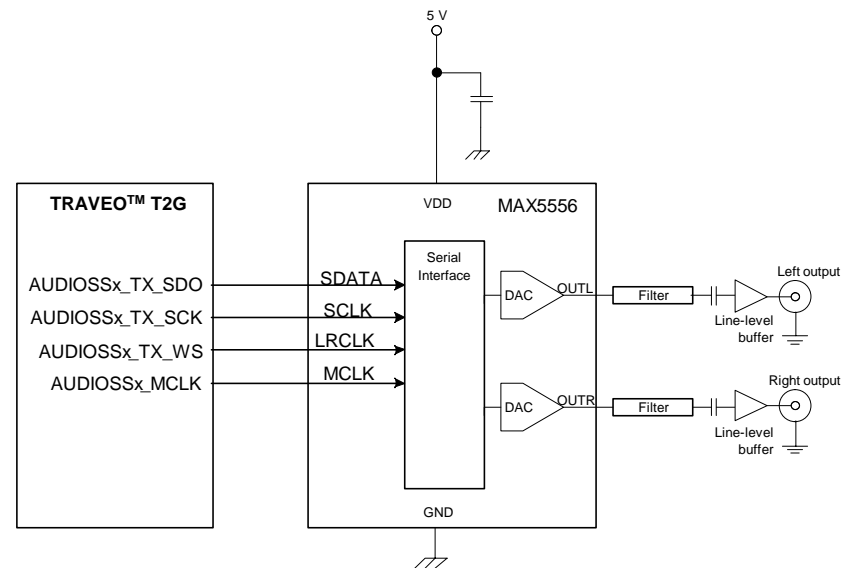 5 V
TRAVEO™ T2G
VDD
MAX5556
Serial
Interface
AUDIOSSx_TX_SDO
SDATA
AUDIOSSx_TX_SCK
SCLK
AUDIOSSx_TX_WS
LRCLK
AUDIOSSx_MCLK
MCLK
DAC
OUTL
Filter
Line-level
buffer
Left output
DAC
OUTR
Filter
Line-level
buffer
Right output
GND